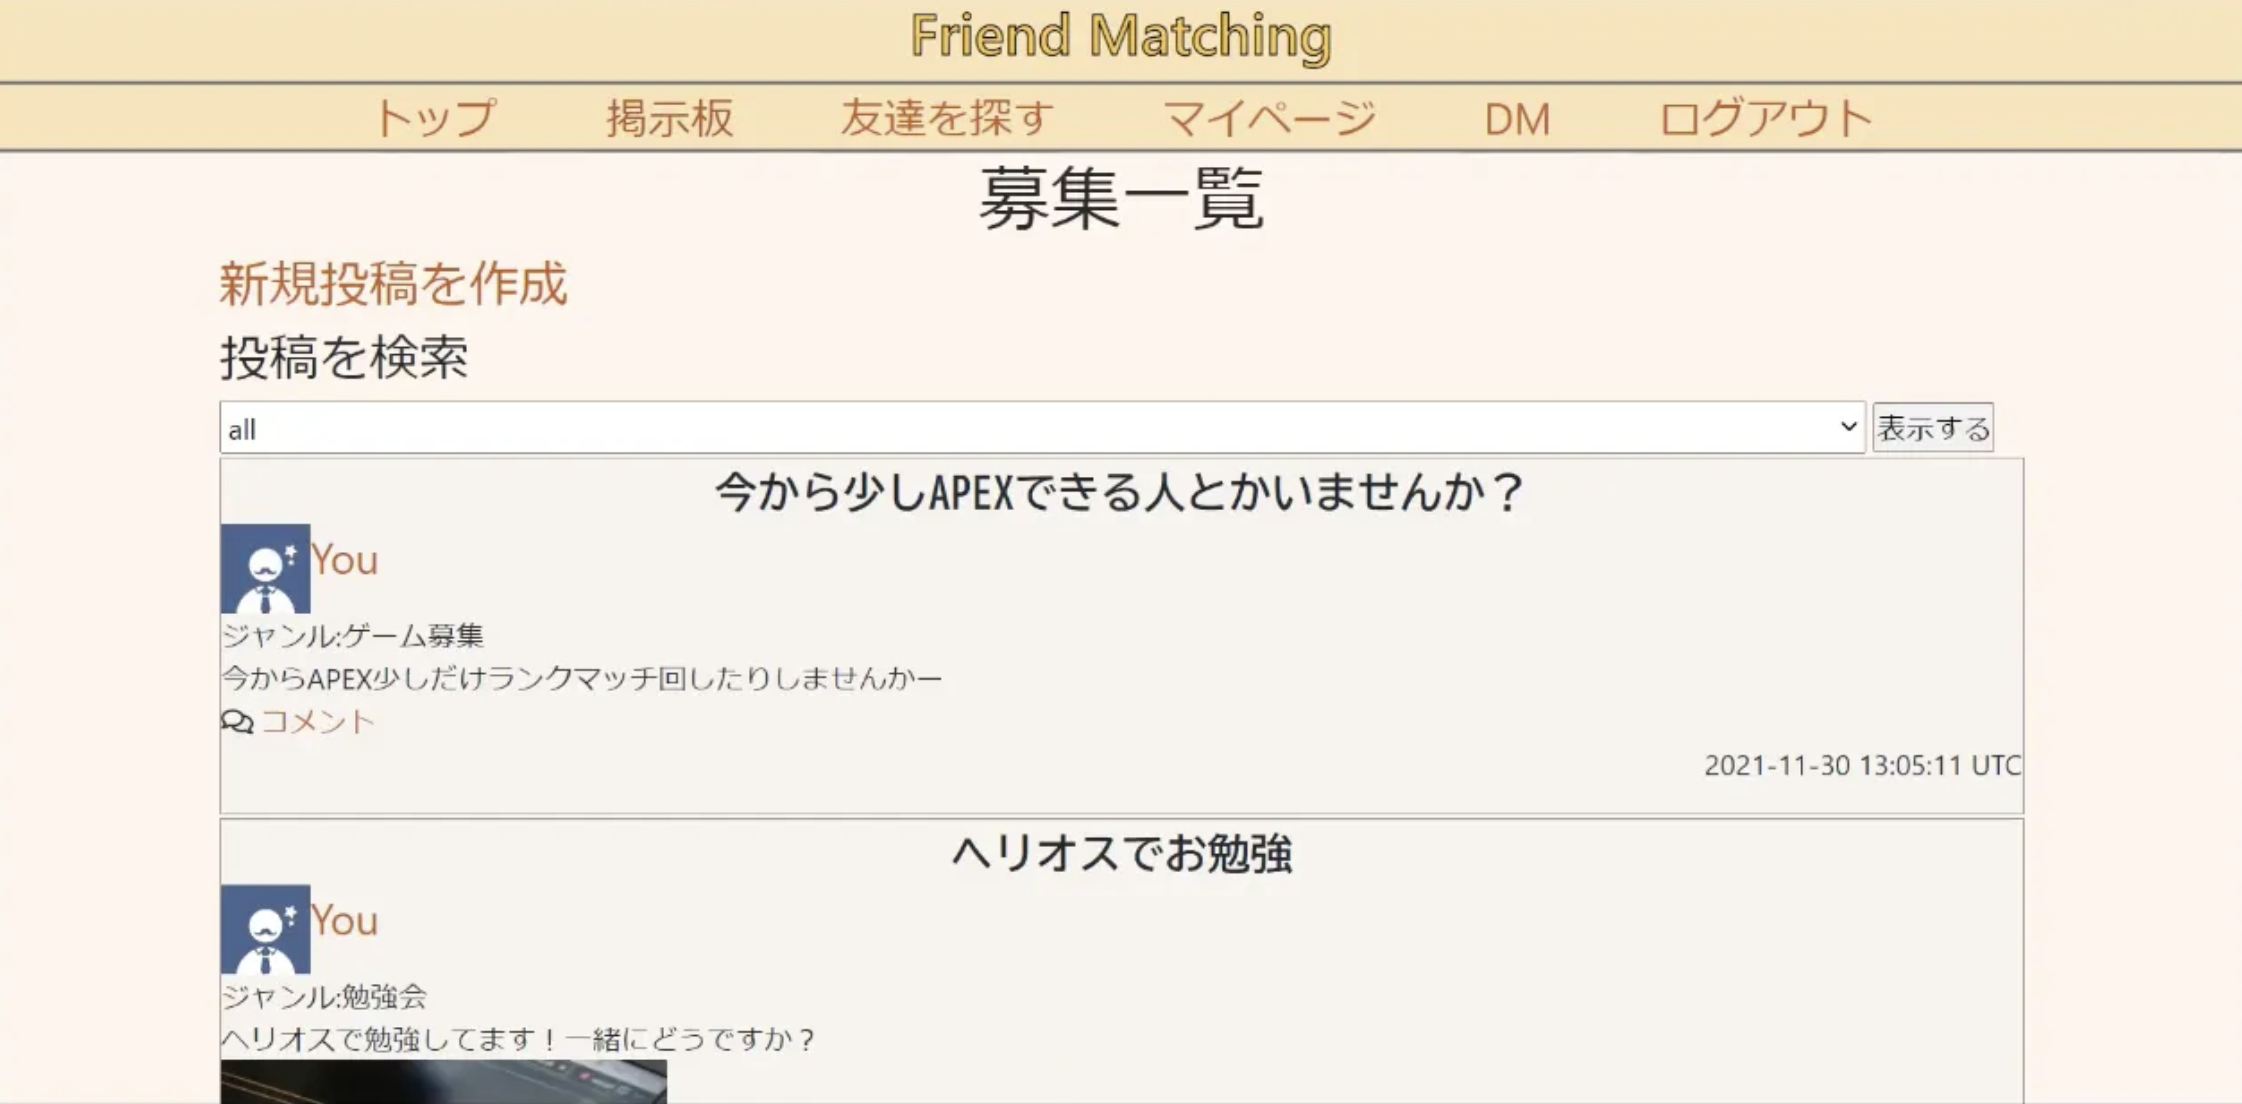 Friend Matching
トップ 掲示板 友達を探す マイページ DM ログアウト
募集一覧
新規投稿を作成
投稿を検索
all 表示する
今から少しAPEXできる人とかいませんか？
You
ジャンル:ゲーム募集
今からAPEX少しだけランクマッチ回したりしませんかー
コメント
2021-11-30 13:05:11 UTC
ヘリオスでお勉強
You
ジャンル:勉強会
ヘリオスで勉強してます！一緒にどうですか？